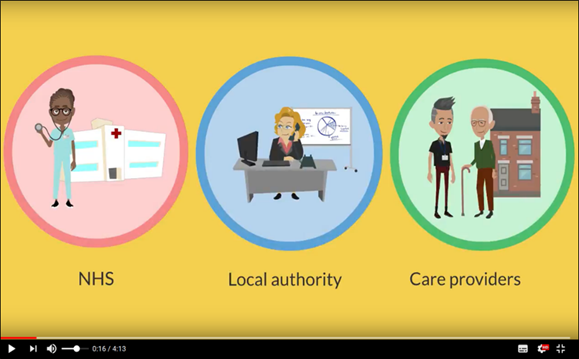 NHS
Local authority
Care providers
0:16 / 4:13